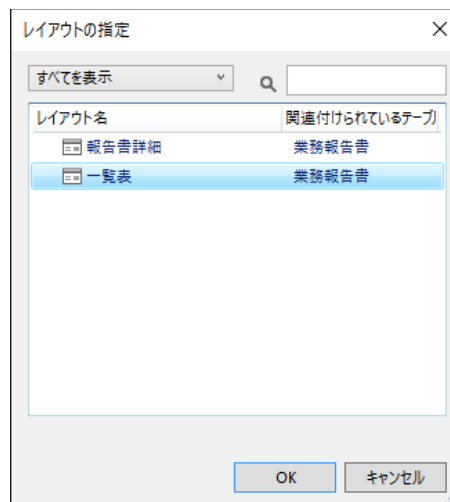 レイアウトの指定
すべてを表示
レイアウト名 関連付けられているテーブル
報告書詳細 業務報告書
一覧表 業務報告書
OK キャンセル